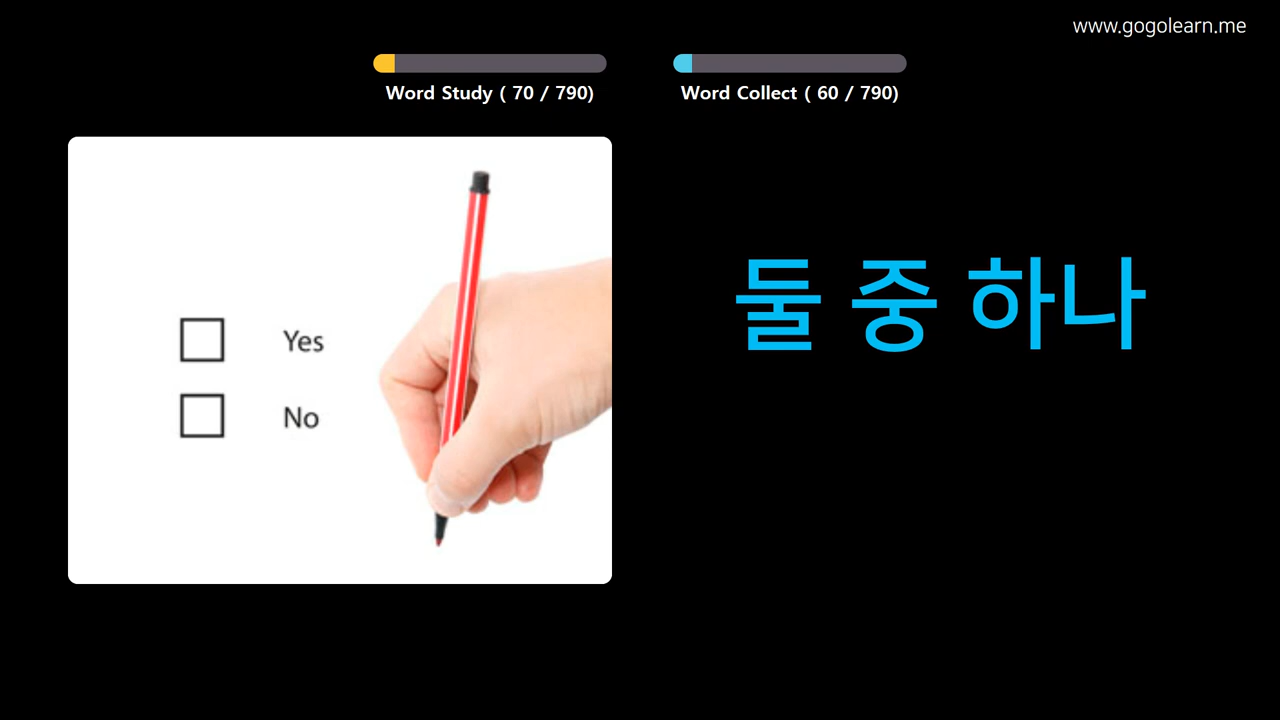 www.gogolearn.me
Word Study ( 70 / 790)
Word Collect ( 60 / 790)
Yes
No
둘 중 하나